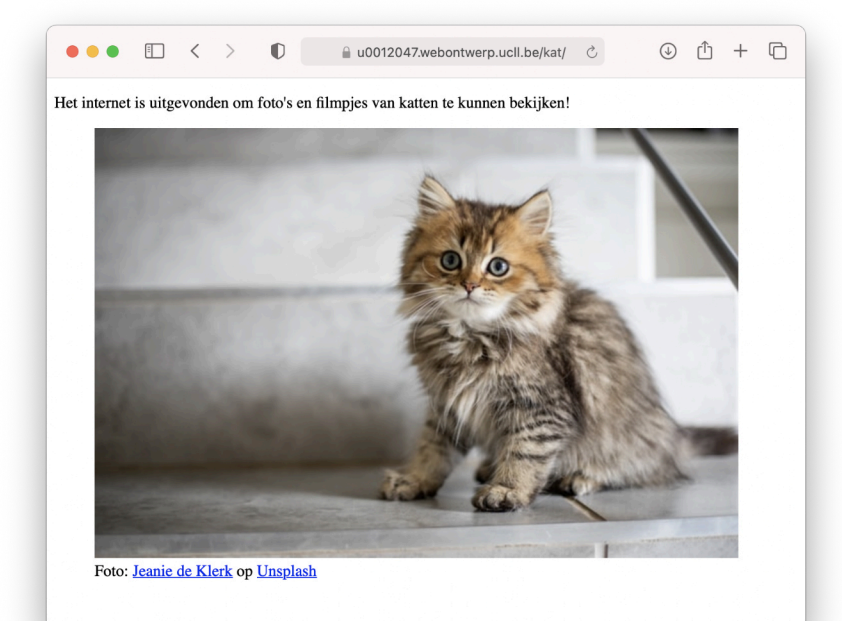 u0012047.webontwerp.ucll.be/kat/
Het internet is uitgevonden om foto's en filmpjes van katten te kunnen bekijken!
Foto: Jeanie de Klerk op Unsplash